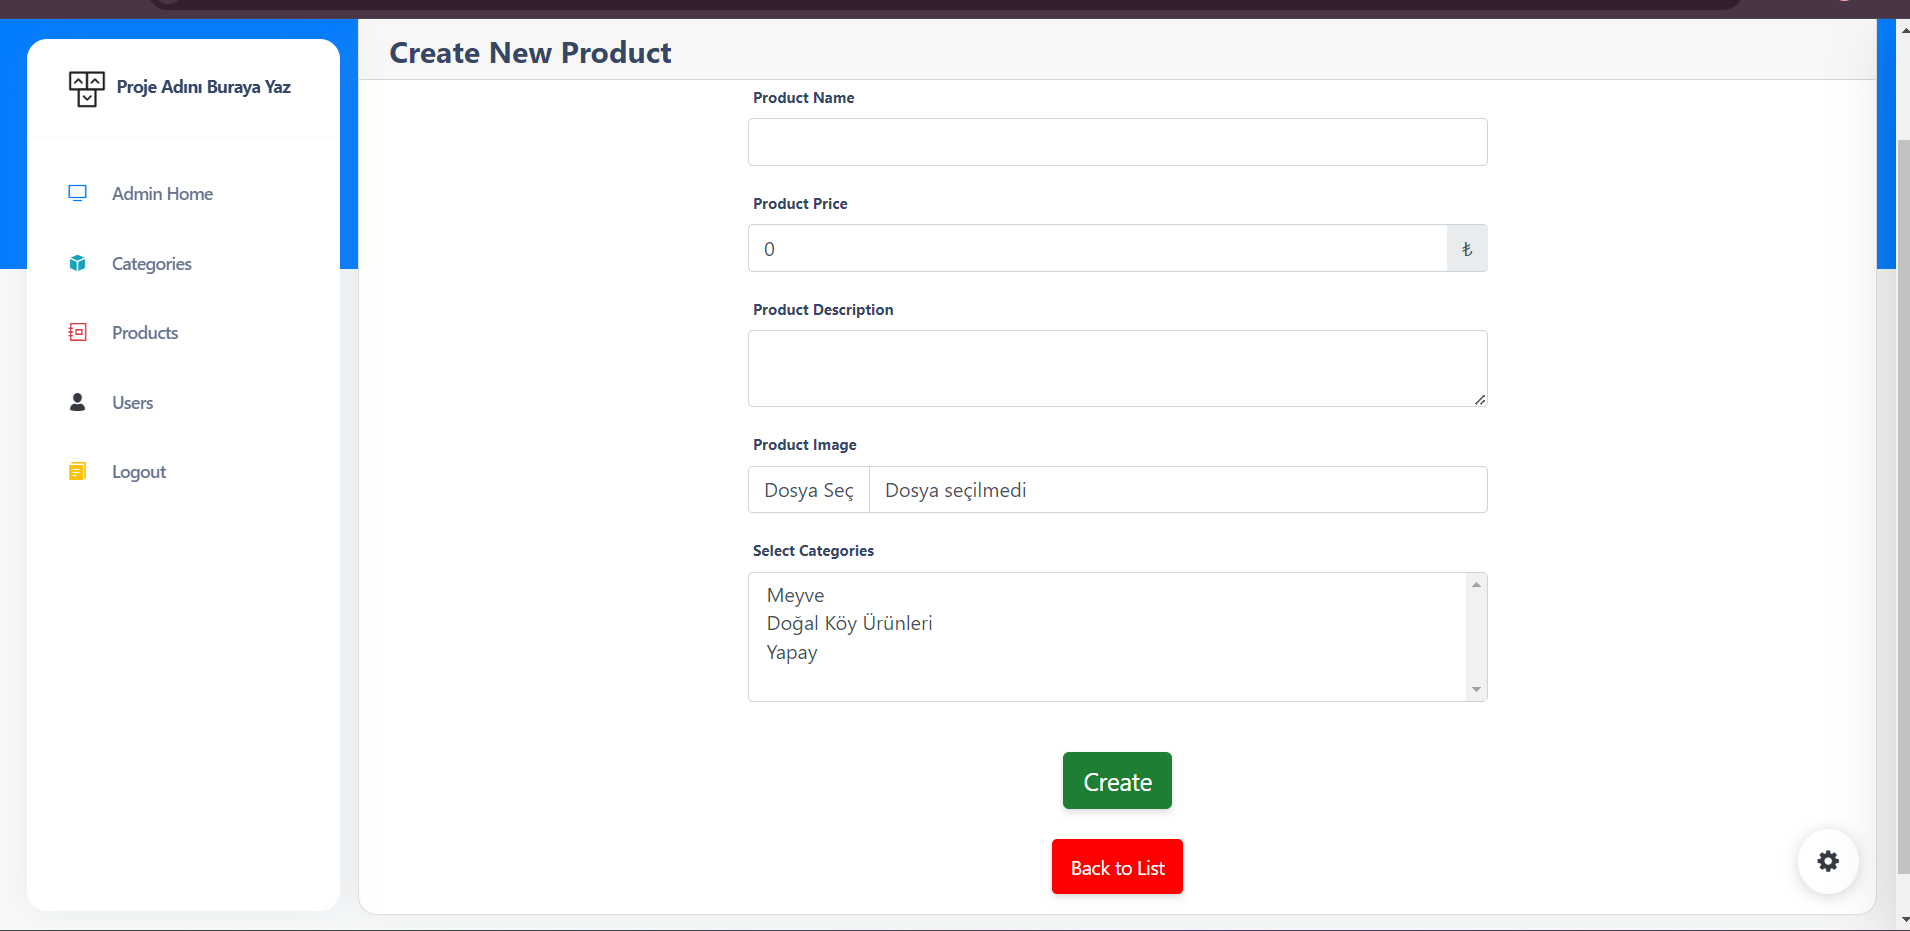 Proje Adını Buraya Yaz
Admin Home
Categories
Products
Users
Logout
Create New Product
Product Name
Product Price
0 ₺
Product Description
Product Image
Dosya Seç Dosya seçilmedi
Select Categories
Meyve
Doğal Köy Ürünleri
Yapay
Create
Back to List